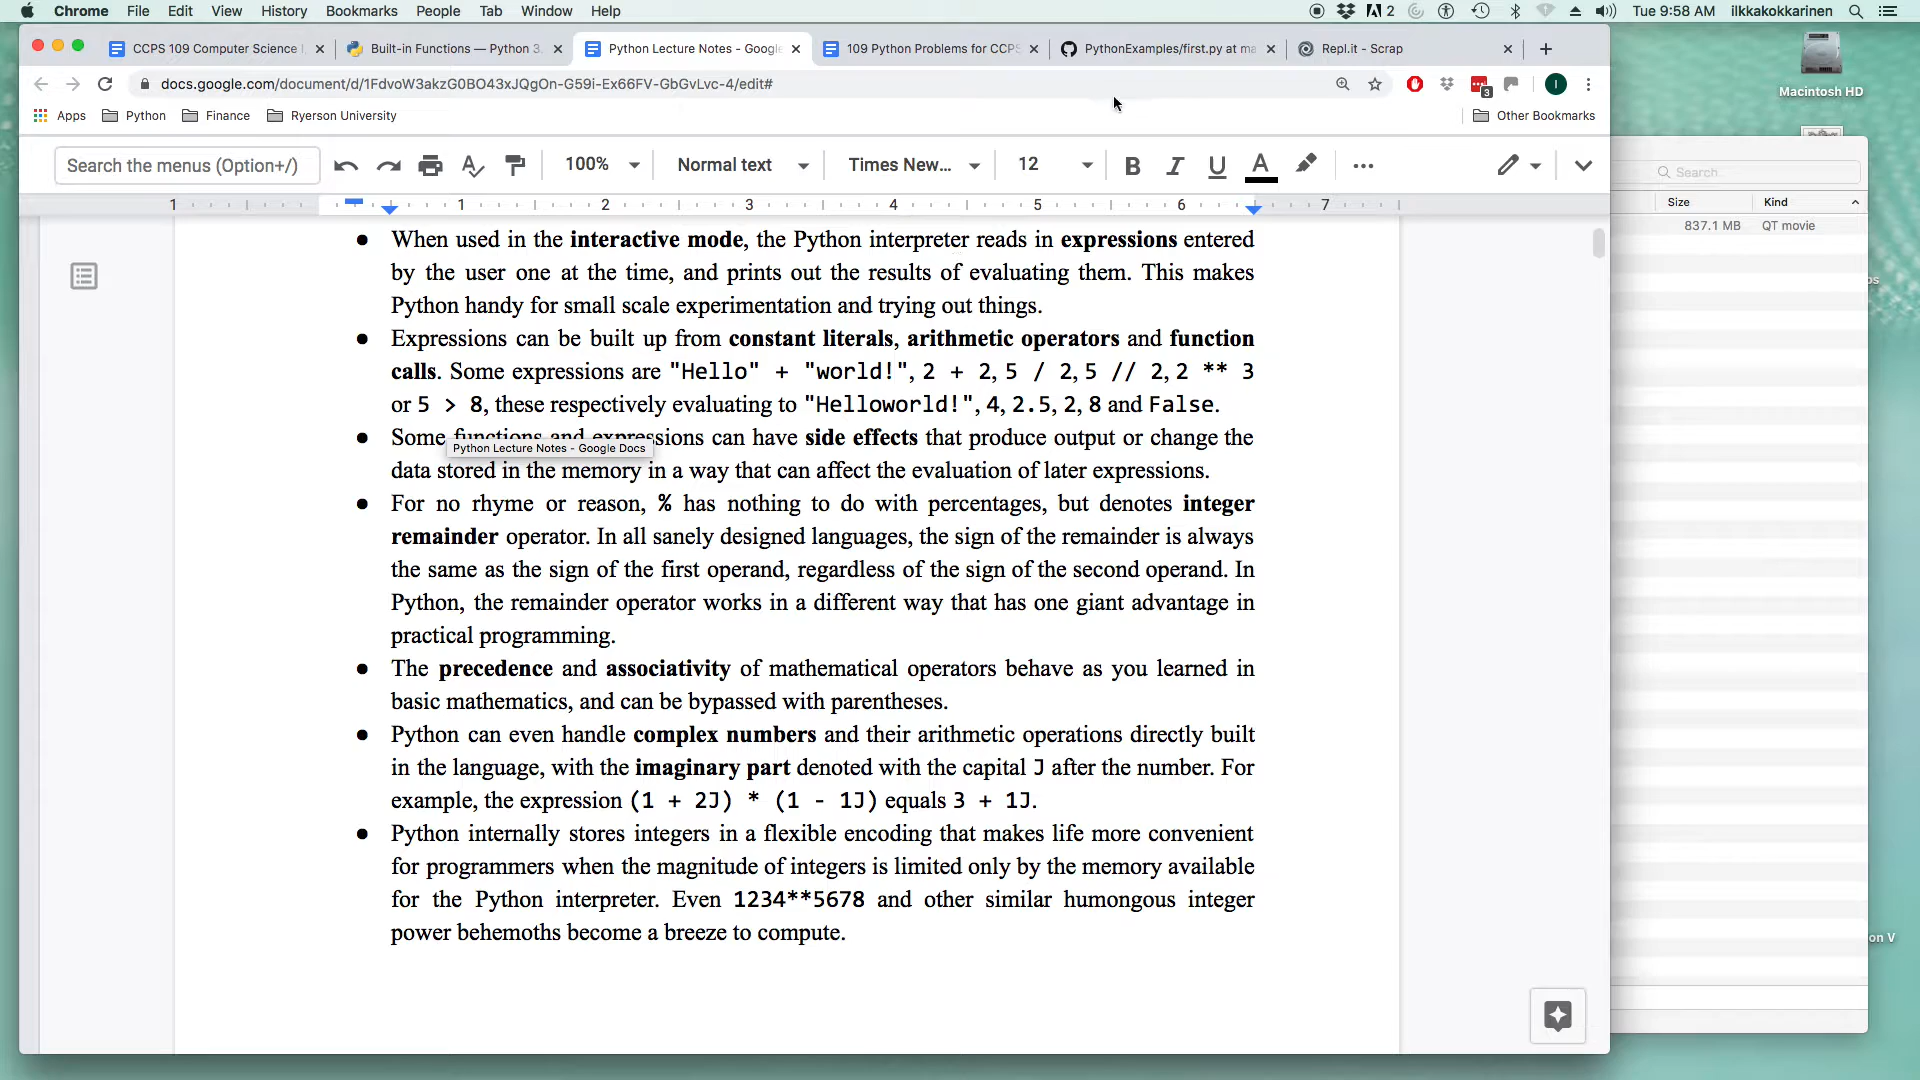 Chrome File Edit View History Bookmarks People Tab Window Help 2 Tue 9:58 AM ilkkakokkarinen
CCPS 109 Computer Science I Built-in Functions — Python 3. Python Lecture Notes - Google 109 Python Problems for CCPS PythonExamples/first.py at ma Repl.it - Scrap
docs.google.com/document/d/1FdvoW3akzG0BO43xJQgOn-G59i-Ex66FV-GbGvLvc-4/edit# 3 I
Apps Python Finance Ryerson University Other Bookmarks
Macintosh HD
Search the menus (Option+/) 100% Normal text Times New... 12 B I U A
Search
1 1 2 3 4 5 6 7
Size Kind
837.1 MB QT movie
● When used in the interactive mode, the Python interpreter reads in expressions entered
by the user one at the time, and prints out the results of evaluating them. This makes
Python handy for small scale experimentation and trying out things.
● Expressions can be built up from constant literals, arithmetic operators and function
calls. Some expressions are "Hello" + "world!", 2 + 2, 5 / 2, 5 // 2, 2 ** 3
or 5 > 8, these respectively evaluating to "Helloworld!", 4, 2.5, 2, 8 and False.
● Some functions and expressions can have side effects that produce output or change the
Python Lecture Notes - Google Docs
data stored in the memory in a way that can affect the evaluation of later expressions.
● For no rhyme or reason, % has nothing to do with percentages, but denotes integer
remainder operator. In all sanely designed languages, the sign of the remainder is always
the same as the sign of the first operand, regardless of the sign of the second operand. In
Python, the remainder operator works in a different way that has one giant advantage in
practical programming.
● The precedence and associativity of mathematical operators behave as you learned in
basic mathematics, and can be bypassed with parentheses.
● Python can even handle complex numbers and their arithmetic operations directly built
in the language, with the imaginary part denoted with the capital J after the number. For
example, the expression (1 + 2J) * (1 - 1J) equals 3 + 1J.
● Python internally stores integers in a flexible encoding that makes life more convenient
for programmers when the magnitude of integers is limited only by the memory available
for the Python interpreter. Even 1234**5678 and other similar humongous integer
power behemoths become a breeze to compute.
on V